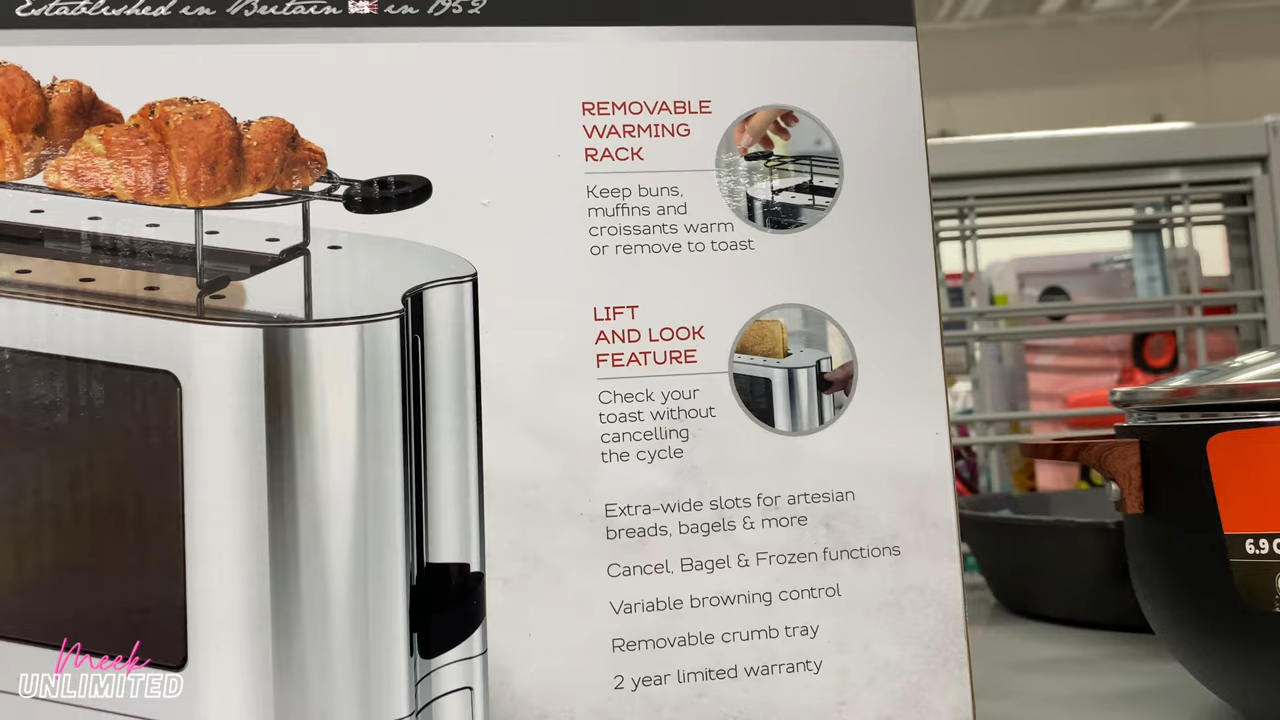 Established in Britain in 1952
REMOVABLE
WARMING
RACK
Keep buns,
muffins and
croissants warm
or remove to toast
LIFT
AND LOOK
FEATURE
Check your
toast without
cancelling
the cycle
Extra-wide slots for artesian
breads, bagels & more
Cancel, Bagel & Frozen functions
Variable browning control
Removable crumb tray
2 year limited warranty
6.9
Meek
UNLIMITED